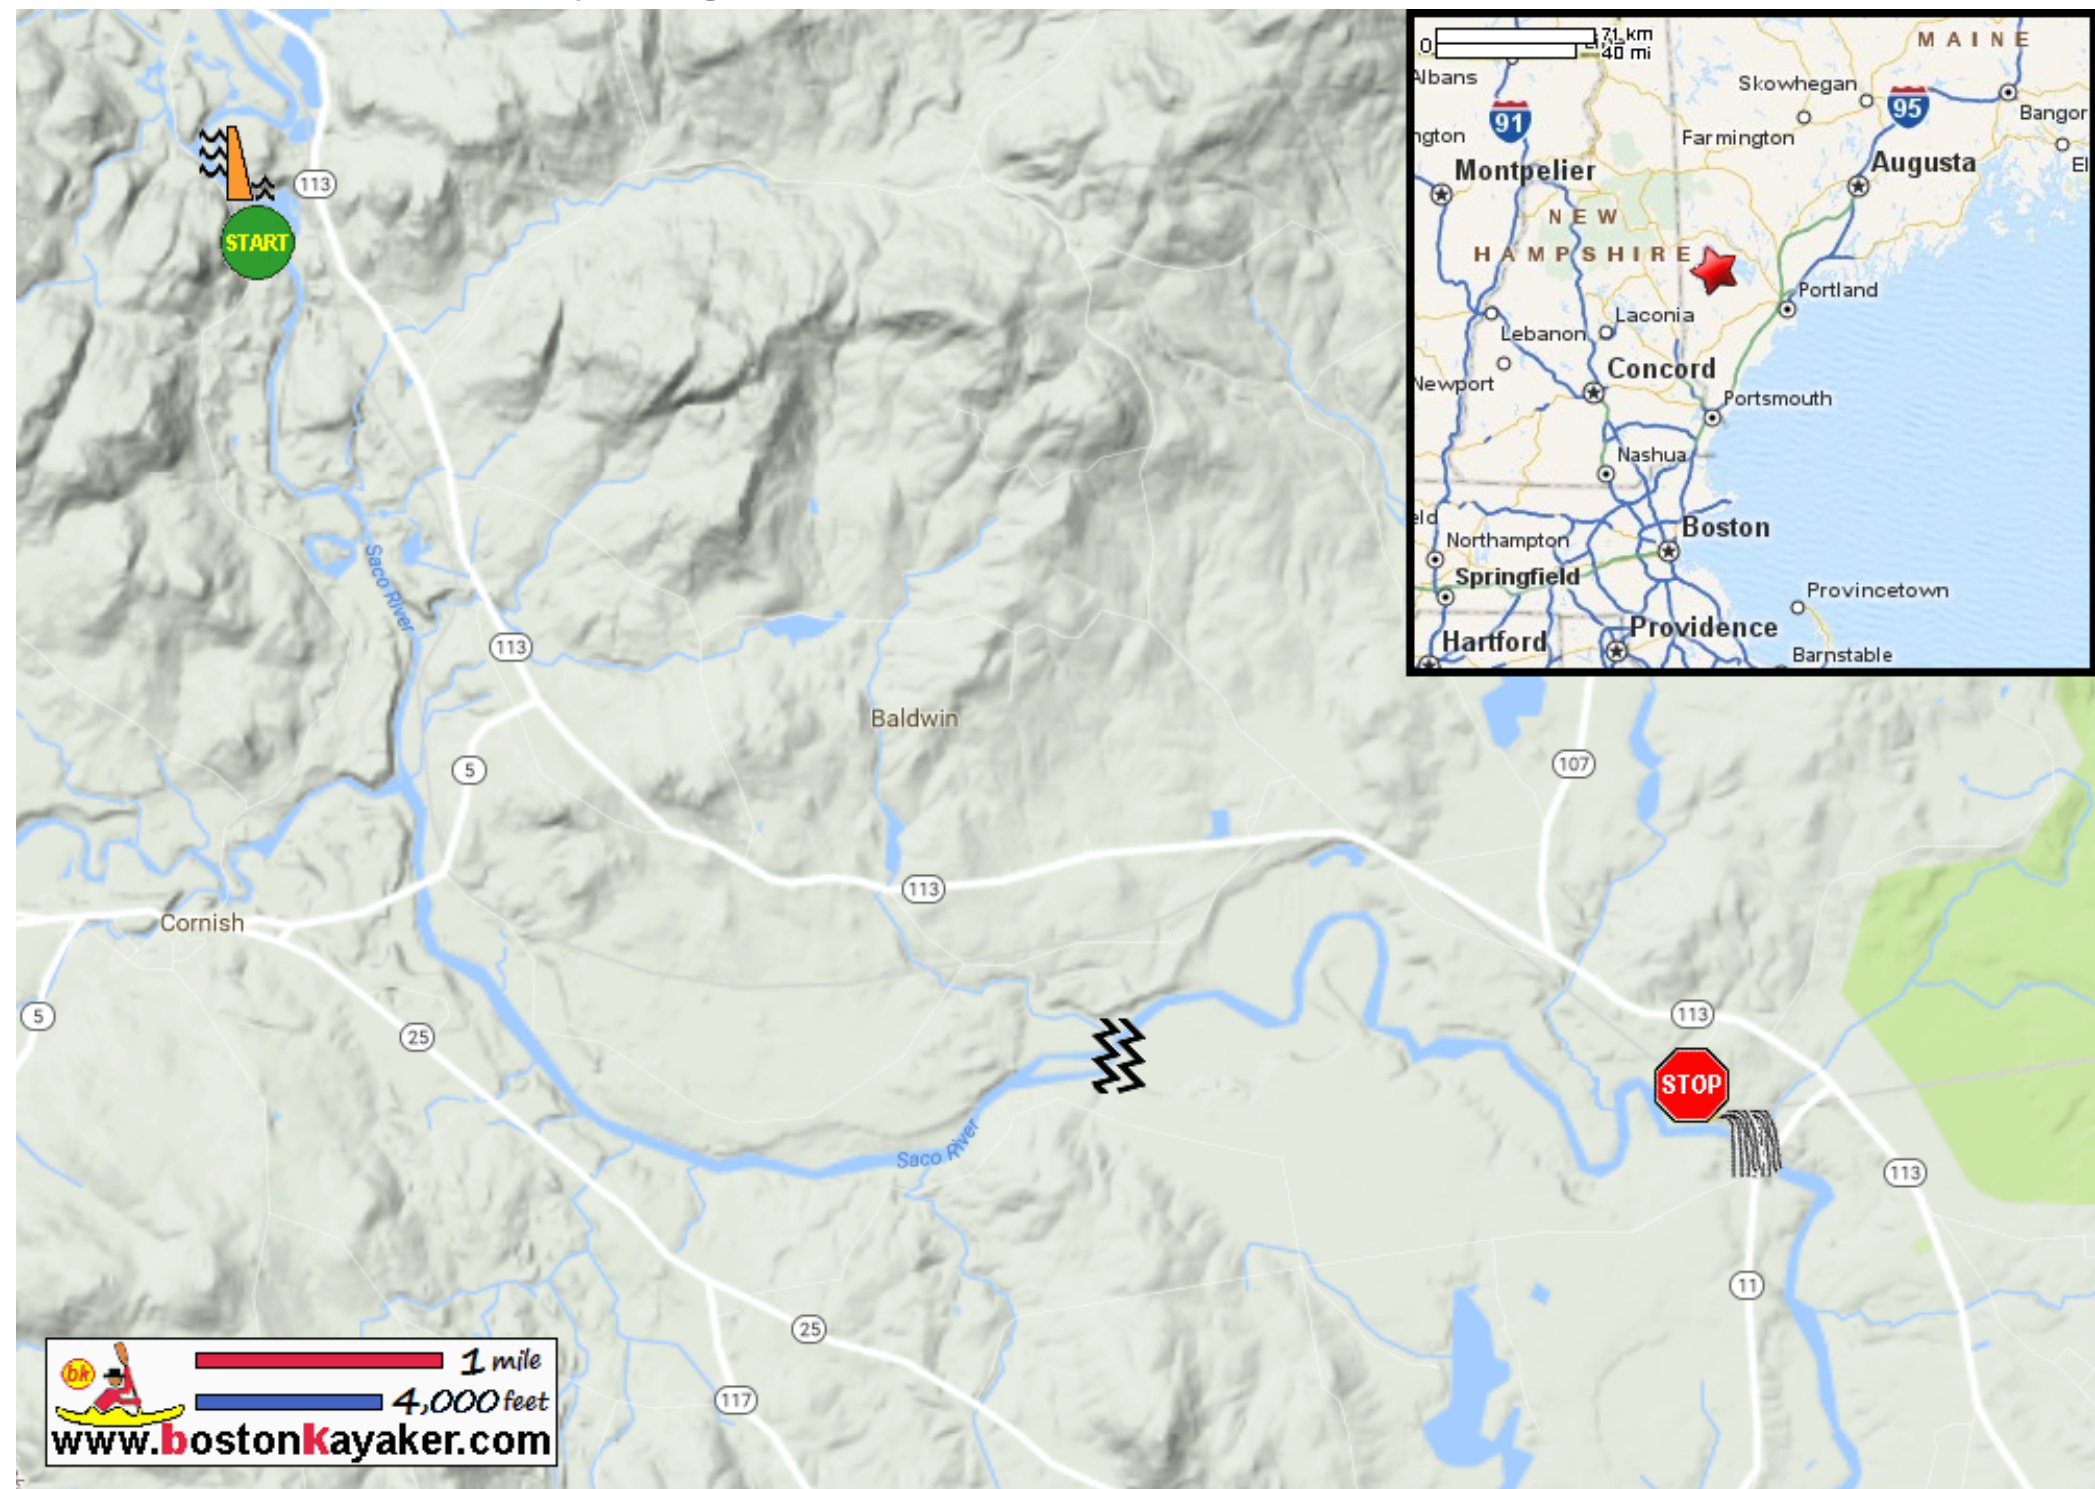 113
START
Saco River
113
5
Baldwin
107
113
Cornish
5
25
113
STOP
Saco River
113
11
25
117
1 mile
4,000 feet
bk
www.bostonkayaker.com
0
71 km
40 mi
MAINE
Albans
Skowhegan
91
95
Bangor
ngton
Farmington
Montpelier
Augusta
El
NEW
HAMPSHIRE
Portland
Laconia
Lebanon
Concord
Newport
Portsmouth
Nashua
eld
Boston
Northampton
Springfield
Provincetown
Providence
Hartford
Barnstable